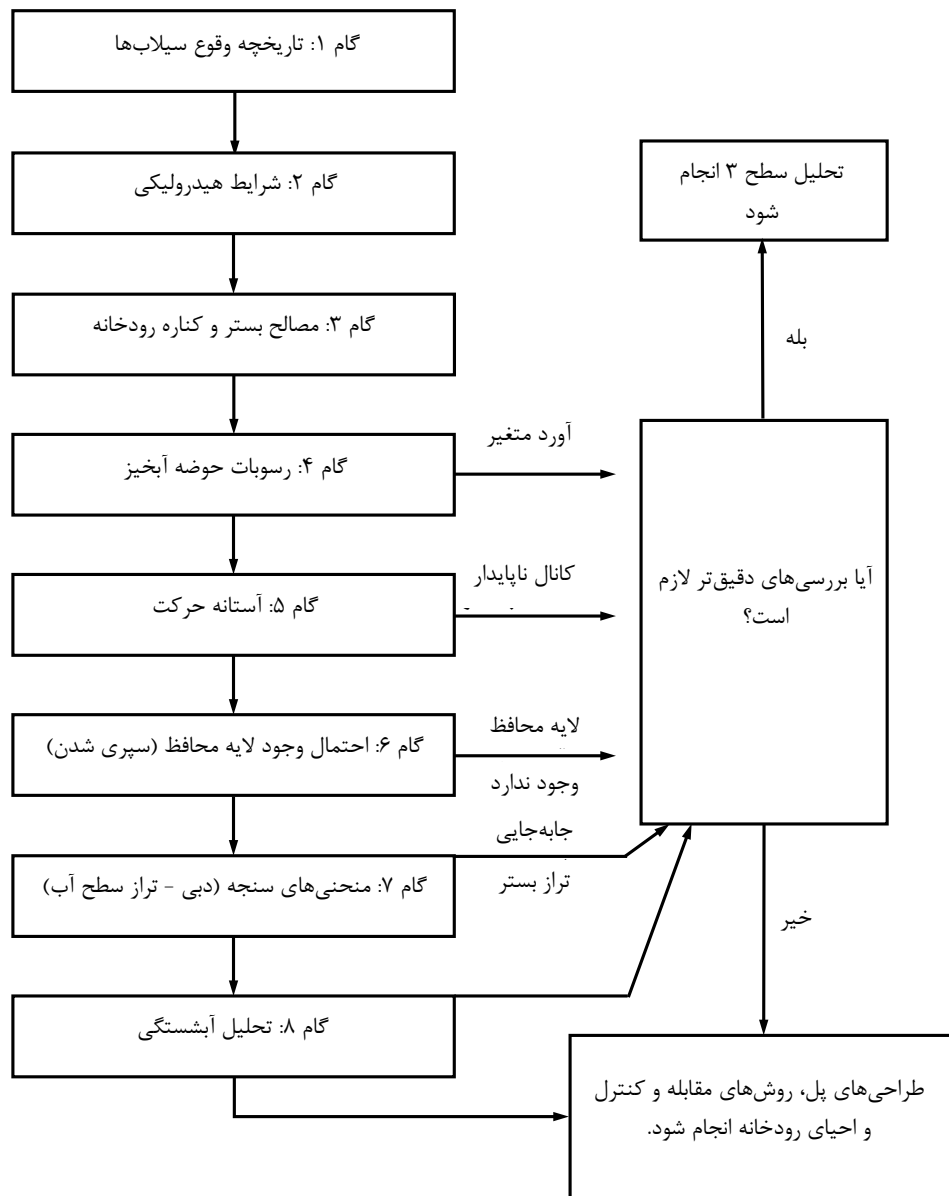 گام ۱: تاریخچه وقوع سیلاب‌ها
گام ۲: شرایط هیدرولیکی
گام ۳: مصالح بستر و کناره رودخانه
گام ۴: رسوبات حوضه آبخیز
آورد متغیر
گام ۵: آستانه حرکت
کانال ناپایدار
گام ۶: احتمال وجود لایه محافظ (سپری شدن)
لایه محافظ
وجود ندارد
گام ۷: منحنی‌های سنجه (دبی - تراز سطح آب)
جابه‌جایی
تراز بستر
گام ۸: تحلیل آبشستگی
تحلیل سطح ۳ انجام
شود
بله
آیا بررسی‌های دقیق‌تر لازم
است؟
خیر
طراحی‌های پل، روش‌های مقابله و کنترل
و احیای رودخانه انجام شود.